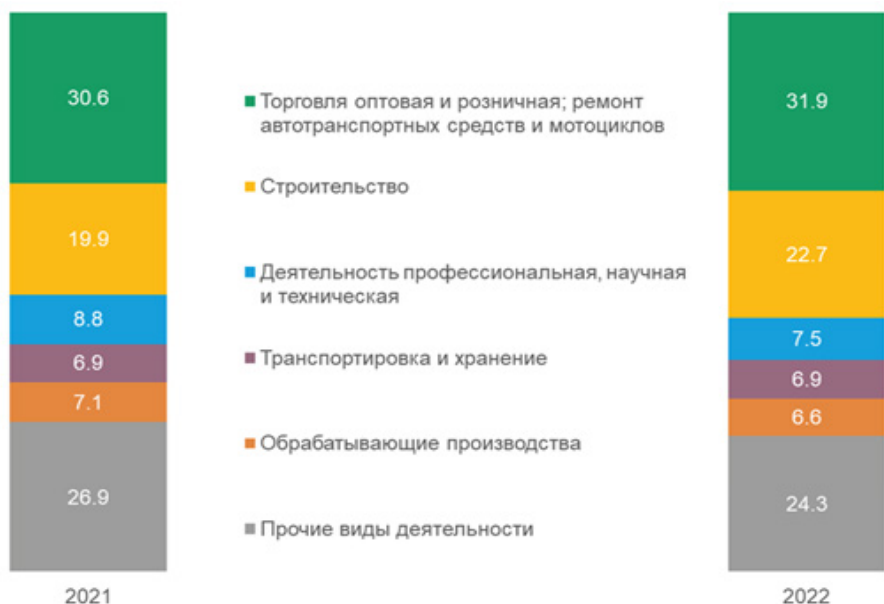 30.6
19.9
8.8
6.9
7.1
26.9
2021
Торговля оптовая и розничная; ремонт
автотранспортных средств и мотоциклов
Строительство
Деятельность профессиональная, научная
и техническая
Транспортировка и хранение
Обрабатывающие производства
Прочие виды деятельности
31.9
22.7
7.5
6.9
6.6
24.3
2022